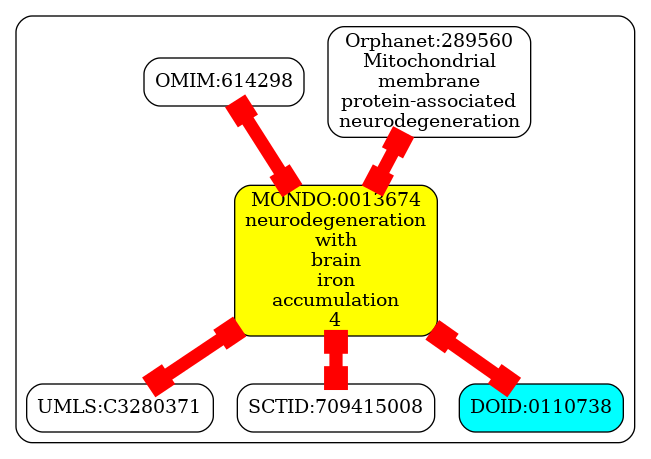 OMIM:614298
Orphanet:289560
Mitochondrial
membrane
protein-associated
neurodegeneration
MONDO:0013674
neurodegeneration
with
brain
iron
accumulation
4
UMLS:C3280371
SCTID:709415008
DOID:0110738